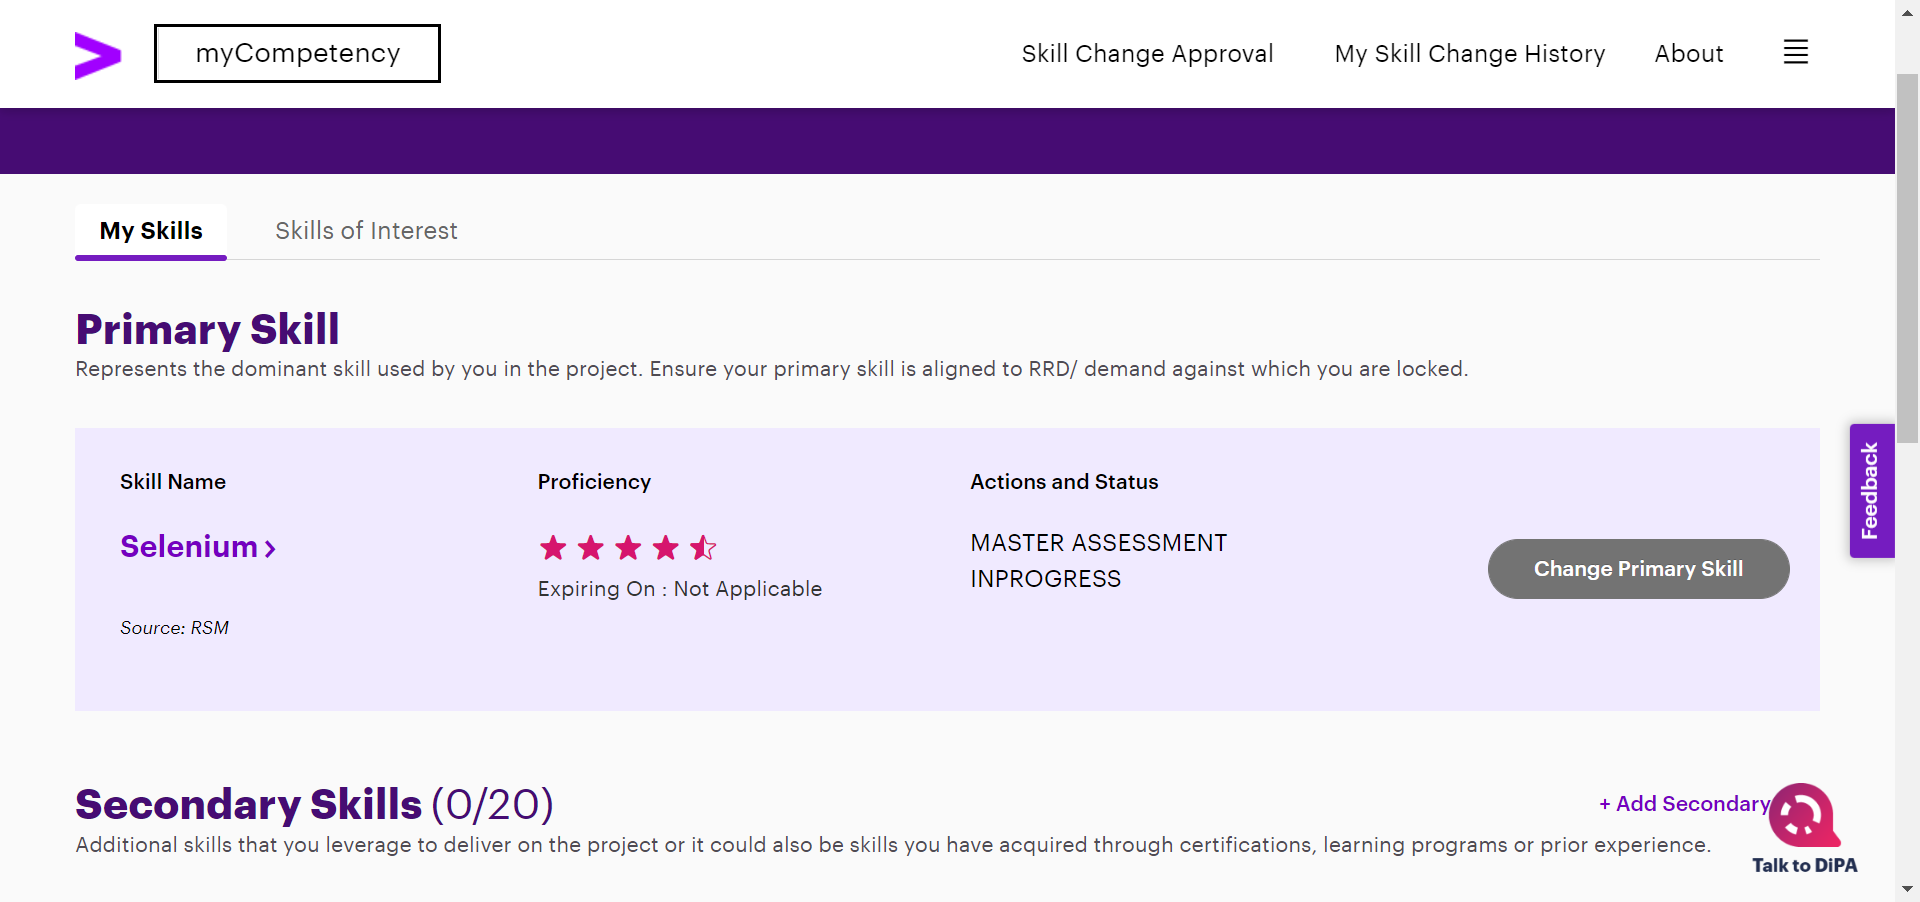 myCompetency
Skill Change Approval
My Skill Change History
About
My Skills
Skills of Interest
Primary Skill
Represents the dominant skill used by you in the project. Ensure your primary skill is aligned to RRD/ demand against which you are locked.
Skill Name
Proficiency
Actions and Status
Selenium
Expiring On : Not Applicable
MASTER ASSESSMENT
INPROGRESS
Change Primary Skill
Source: RSM
Feedback
Secondary Skills (0/20)
+ Add Secondary
Additional skills that you leverage to deliver on the project or it could also be skills you have acquired through certifications, learning programs or prior experience.
Talk to DiPA